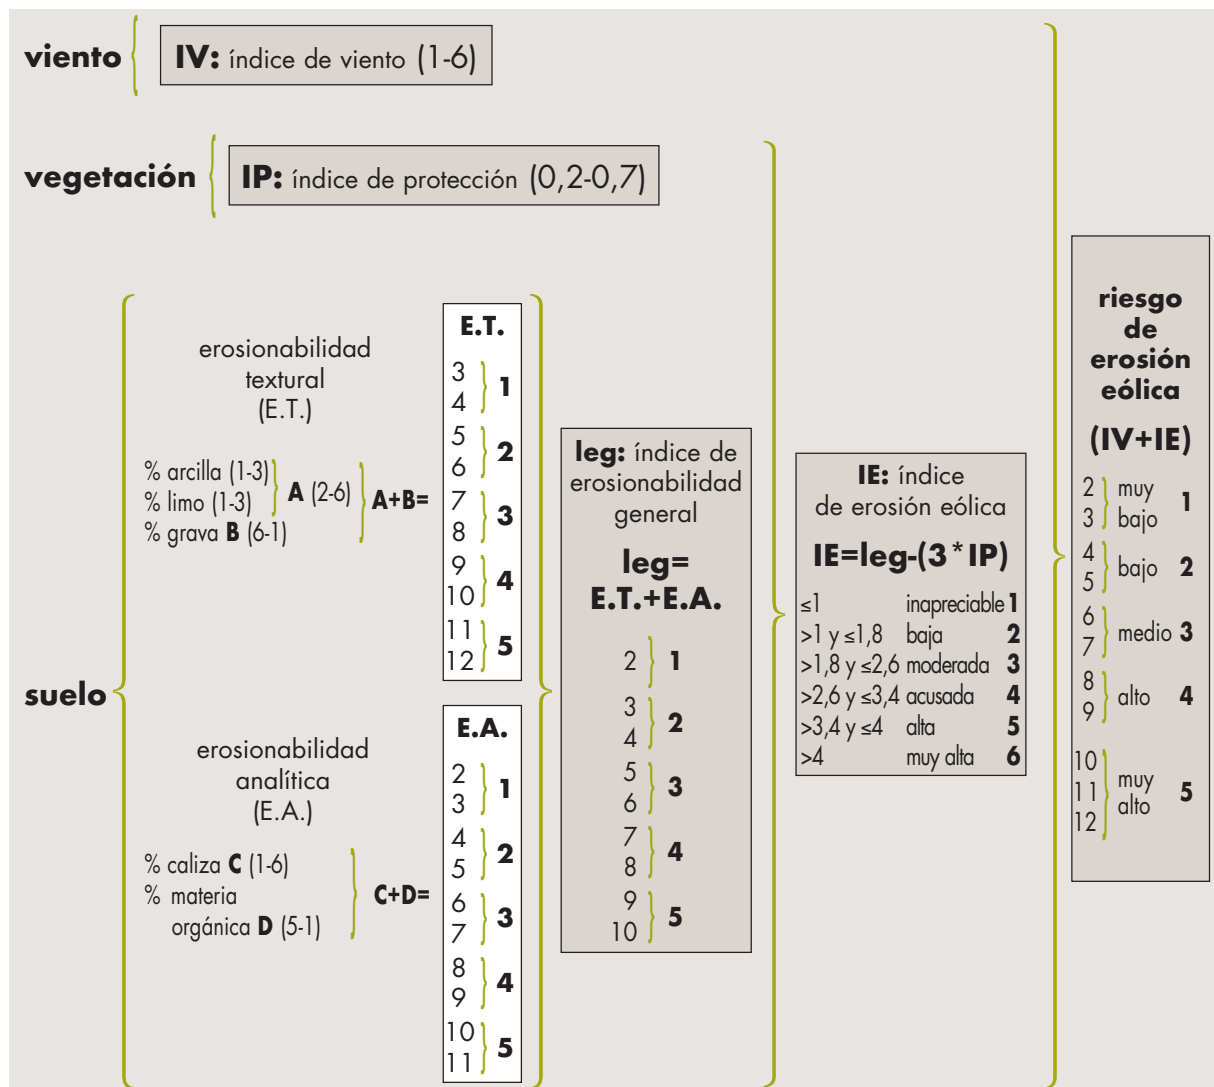 viento
IV: índice de viento (1-6)
vegetación
IP: índice de protección (0,2-0,7)
suelo
erosionabilidad
textural
(E.T.)
% arcilla (1-3)
% limo (1-3)
A (2-6)
% grava B (6-1)
A+B=
E.T.
3
4
1
5
6
2
7
8
3
9
10
4
11
12
5
erosionabilidad
analítica
(E.A.)
% caliza C (1-6)
% materia
orgánica D (5-1)
C+D=
E.A.
2
3
1
4
5
2
6
7
3
8
9
4
10
11
5
leg: índice de
erosionabilidad
general
leg=
E.T.+E.A.
2
1
3
4
2
5
6
3
7
8
4
9
10
5
IE: índice
de erosión eólica
IE=leg-(3*IP)
≤1 inapreciable 1
>1 y ≤1,8 baja 2
>1,8 y ≤2,6 moderada 3
>2,6 y ≤3,4 acusada 4
>3,4 y ≤4 alta 5
>4 muy alta 6
riesgo
de
erosión
eólica
(IV+IE)
2
3
muy
bajo
1
4
5
bajo 2
6
7
medio 3
8
9
alto 4
10
11
12
muy
alto
5